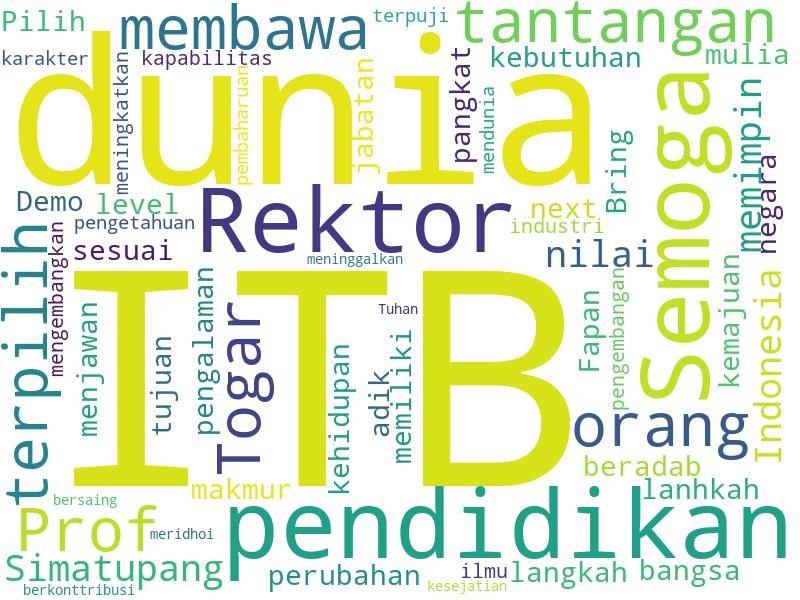 Pilih
membawa
terpuji
tantangan
karakter
kapabilitas
kebutuhan
mulia
dunia
meningkatkan
pembaharuan
jabatan
pangkat
mendunia
Bring
Semoga
memimpin
negara
Demo
level
Rektor
next
pengetahuan
industri
sesuai
meninggalkan
nilai
terpilih
mengembangkan
ITB
menjawan
tujuan
pengalaman
Togar
kehidupan
Tuhan
adik
memiliki
Fapan
pengembangan
kemajuan
Indonesia
orang
beradab
makmur
lanhkah
bersaing
Prof
meridhoi
pendidikan
Simatupang
perubahan
ilmu
langkah
bangsa
berkonttribusi
kesejatian